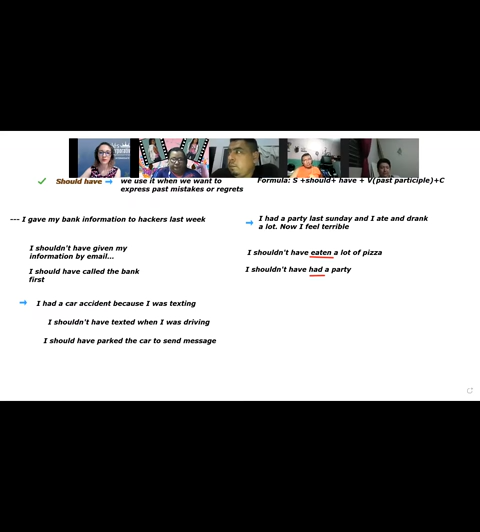 Should have
we use it when we want to
express past mistakes or regrets
Formula: S +should+ have + V(past participle)+C
--- I gave my bank information to hackers last week
I shouldn't have given my
information by email...
I should have called the bank
first
I had a car accident because I was texting
I shouldn't have texted when I was driving
I should have parked the car to send message
I had a party last sunday and I ate and drank
a lot. Now I feel terrible
I shouldn't have eaten a lot of pizza
I shouldn't have had a party